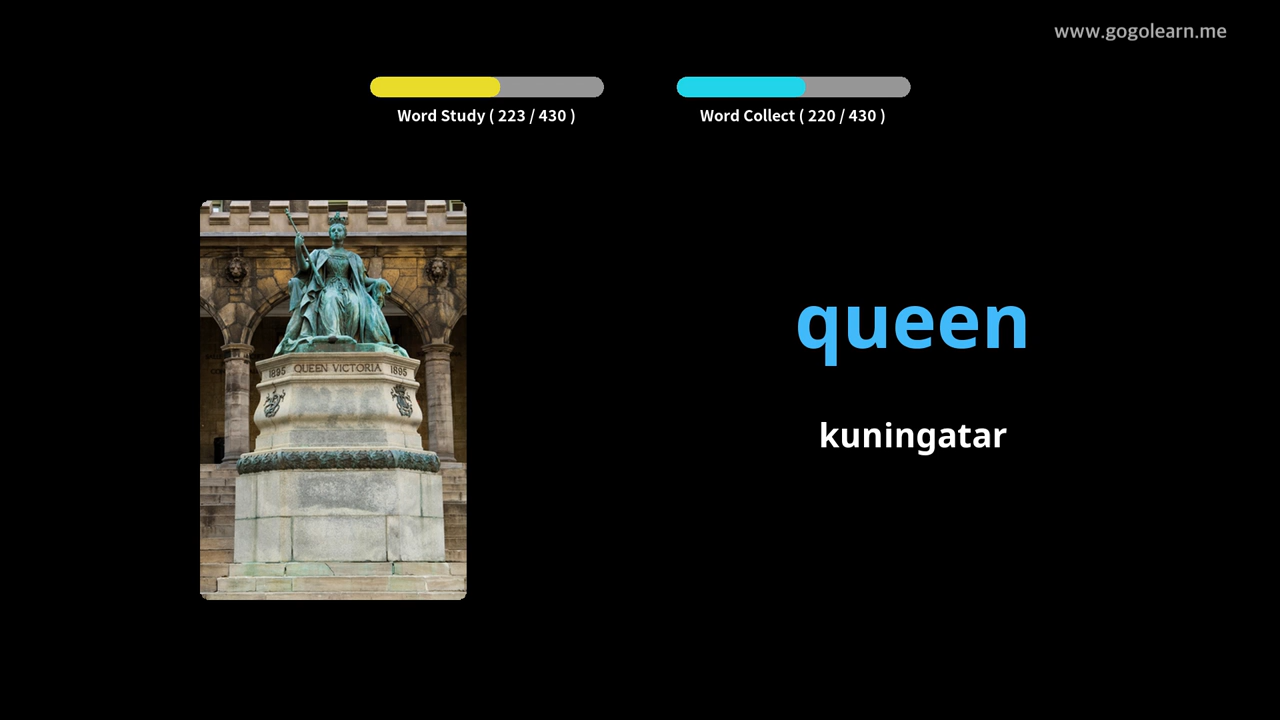 www.gogolearn.me
Word Study ( 223 / 430 )
Word Collect ( 220 / 430 )
1895 QUEEN VICTORIA 1895
queen
kuningatar